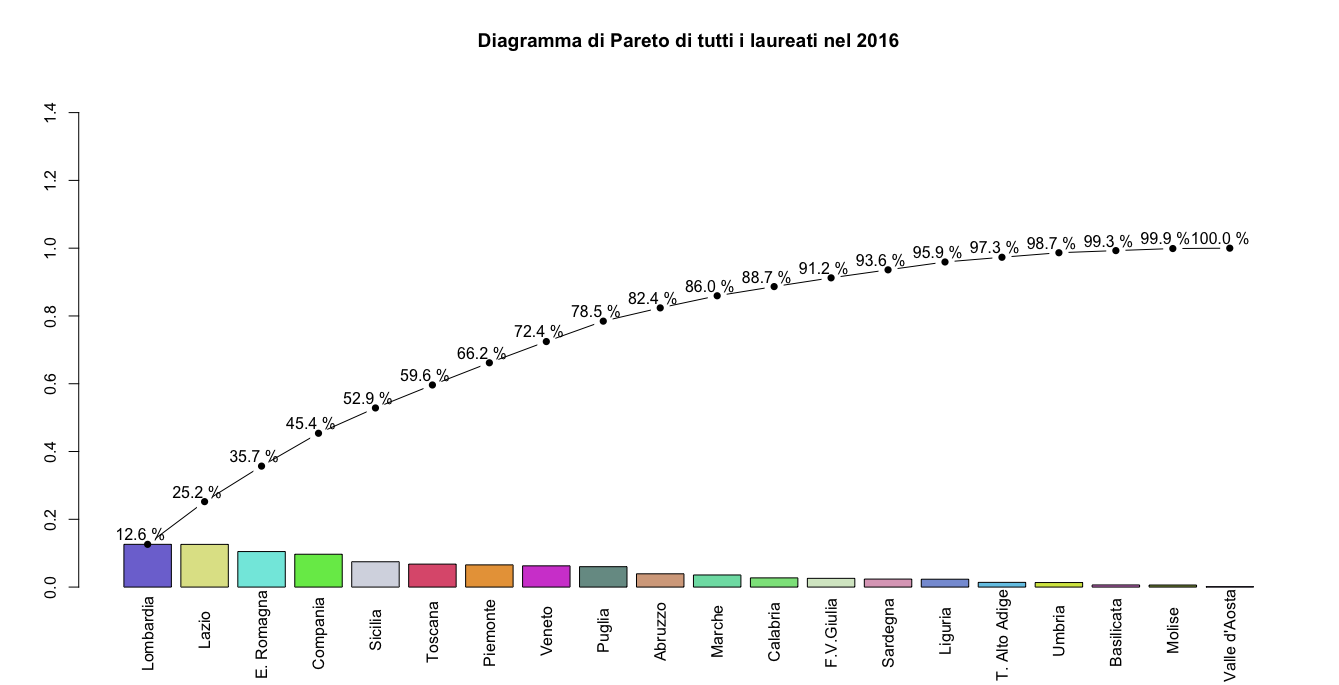 Diagramma di Pareto di tutti i laureati nel 2016
1.4
1.2
1.0
0.8
0.6
0.4
0.2
0.0
12.6 %
25.2 %
35.7 %
45.4 %
52.9 %
59.6 %
66.2 %
72.4 %
78.5 %
82.4 %
86.0 %
88.7 %
91.2 %
93.6 %
95.9 %
97.3 %
98.7 %
99.3 %
99.9 %
100.0 %
Lombardia
Lazio
E. Romagna
Compania
Sicilia
Toscana
Piemonte
Veneto
Puglia
Abruzzo
Marche
Calabria
F.V.Giulia
Sardegna
Liguria
T. Alto Adige
Umbria
Basilicata
Molise
Valle d'Aosta